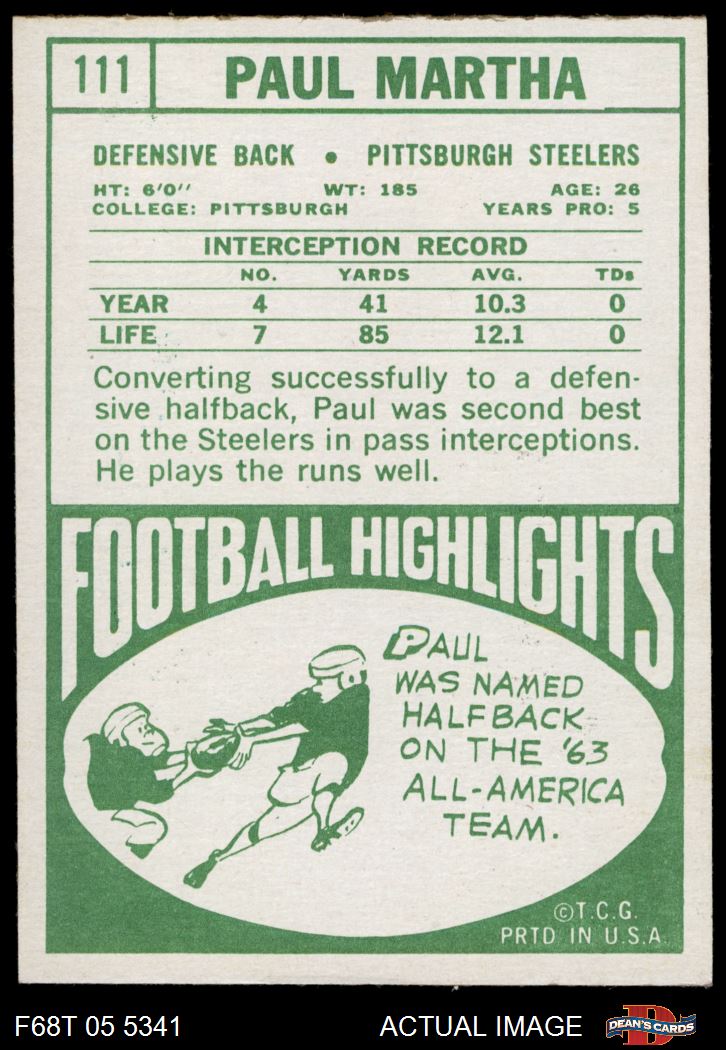 111 PAUL MARTHA
DEFENSIVE BACK • PITTSBURGH STEELERS
HT: 6'0" WT: 185 AGE: 26
COLLEGE: PITTSBURGH YEARS PRO: 5
INTERCEPTION RECORD
NO. YARDS AVG. TDs
YEAR 4 41 10.3 0
LIFE 7 85 12.1 0
Converting successfully to a defen-
sive halfback, Paul was second best
on the Steelers in pass interceptions.
He plays the runs well.
FOOTBALL HIGHLIGHTS
PAUL
WAS NAMED
HALFBACK
ON THE '63
ALL-AMERICA
TEAM.
©T.C.G.
PRTD IN U.S.A.
F68T 05 5341 ACTUAL IMAGE D DEAN'S CARDS